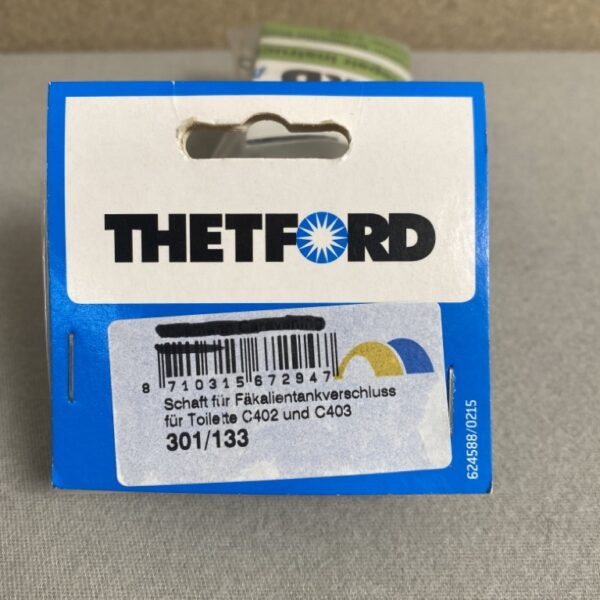 THETFORD
8 710315 672947
Schaft für Fäkalientankverschluss
für Toilette C402 und C403
301/133
624588/0215